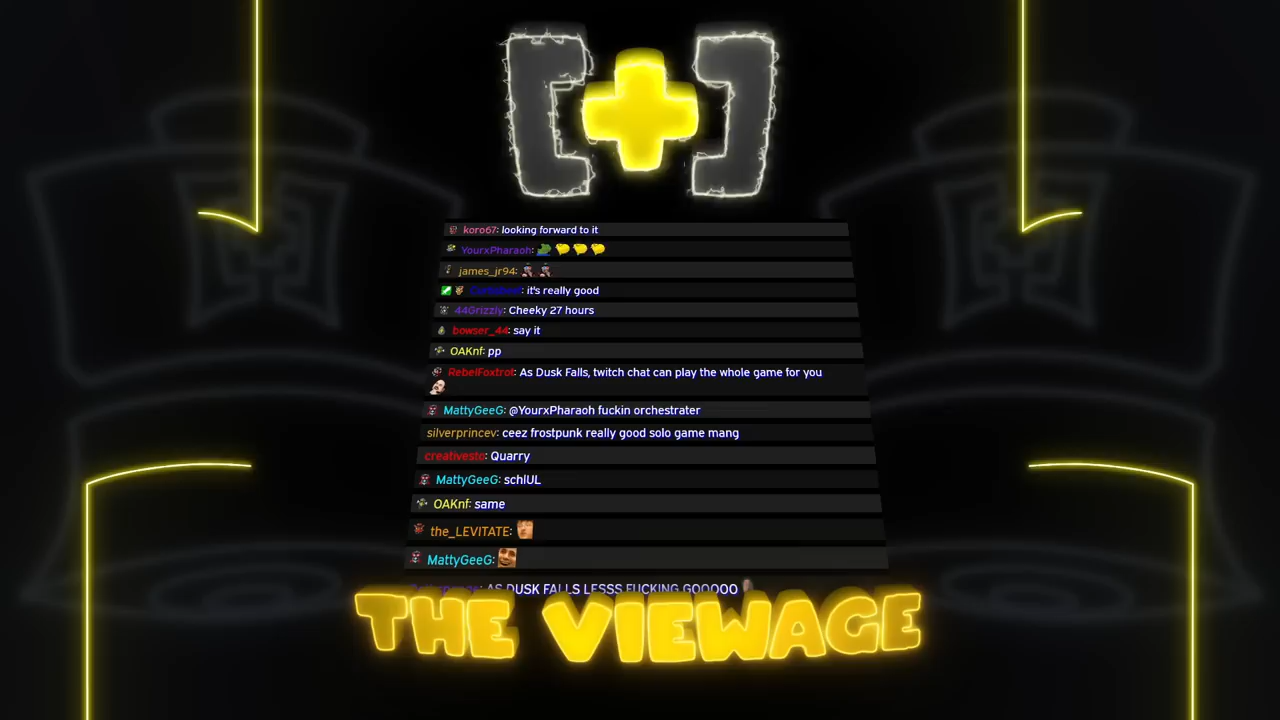 koro67: looking forward to it
YourxPharaoh:
james_jr94:
: it's really good
44Grizzly: Cheeky 27 hours
bowser_44: say it
OAKnf: pp
RebelFoxtrot: As Dusk Falls, twitch chat can play the whole game for you
MattyGeeG: @YourxPharaoh fuckin orchestrater
silverprincev: ceez frostpunk really good solo game mang
creativesto: Quarry
MattyGeeG: schlUL
OAKnf: same
the_LEVITATE:
MattyGeeG:
: AS DUSK FALLS LESSS FUCKING GOOOOO
THE VIEWAGE